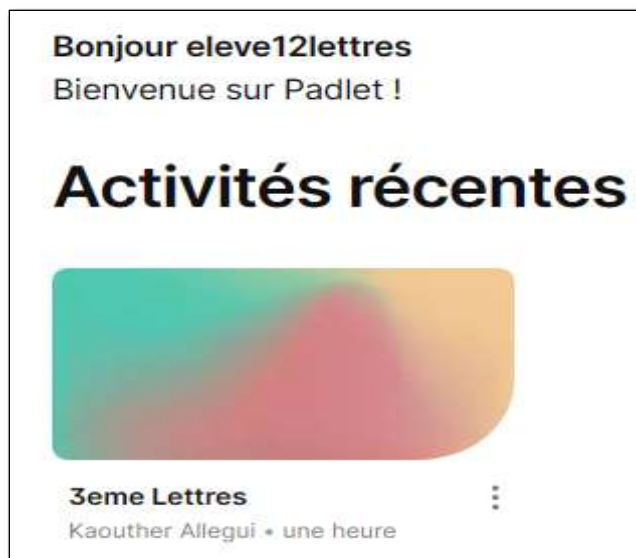 Bonjour eleve12lettres
Bienvenue sur Padlet !
Activités récentes
3eme Lettres
Kaouther Allegui • une heure